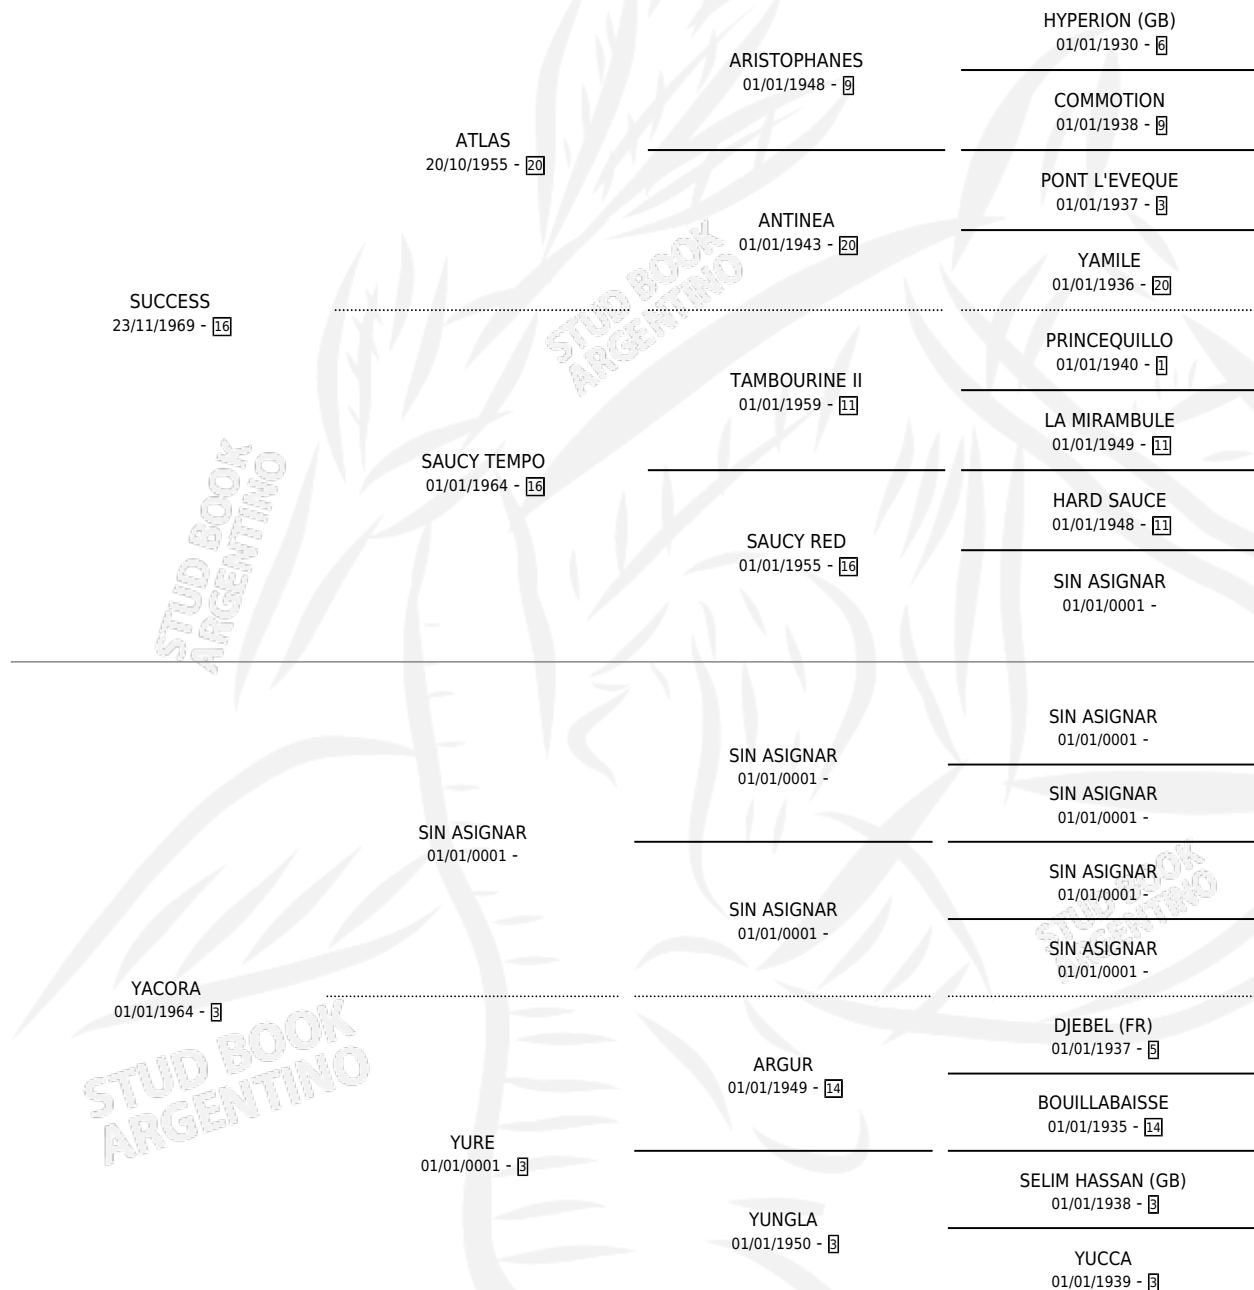 HYPERION (GB)
01/01/1930 - 6
ARISTOPHANES
01/01/1948 - 9
COMMOTION
01/01/1938 - 9
ATLAS
20/10/1955 - 20
PONT L'EVEQUE
01/01/1937 - 3
ANTINEA
01/01/1943 - 20
YAMILE
01/01/1936 - 20
SUCCESS
23/11/1969 - 16
STUD BOOK
ARGENTINO
PRINCEQUILLO
01/01/1940 - 1
TAMBOURINE II
01/01/1959 - 11
LA MIRAMBULE
01/01/1949 - 11
SAUCY TEMPO
01/01/1964 - 16
HARD SAUCE
01/01/1948 - 11
SAUCY RED
01/01/1955 - 16
SIN ASIGNAR
01/01/0001 -
STUD BOOK
ARGENTINO
SIN ASIGNAR
01/01/0001 -
SIN ASIGNAR
01/01/0001 -
SIN ASIGNAR
01/01/0001 -
SIN ASIGNAR
01/01/0001 -
SIN ASIGNAR
01/01/0001 -
SIN ASIGNAR
01/01/0001 -
SIN ASIGNAR
01/01/0001 -
STUD BOOK
ARGENTINO
YACORA
01/01/1964 - 3
STUD BOOK
ARGENTINO
DJEBEL (FR)
01/01/1937 - 5
ARGUR
01/01/1949 - 14
BOUILLABAISSE
01/01/1935 - 14
YURE
01/01/0001 - 3
SELIM HASSAN (GB)
01/01/1938 - 3
YUNGLA
01/01/1950 - 3
YUCCA
01/01/1939 - 3